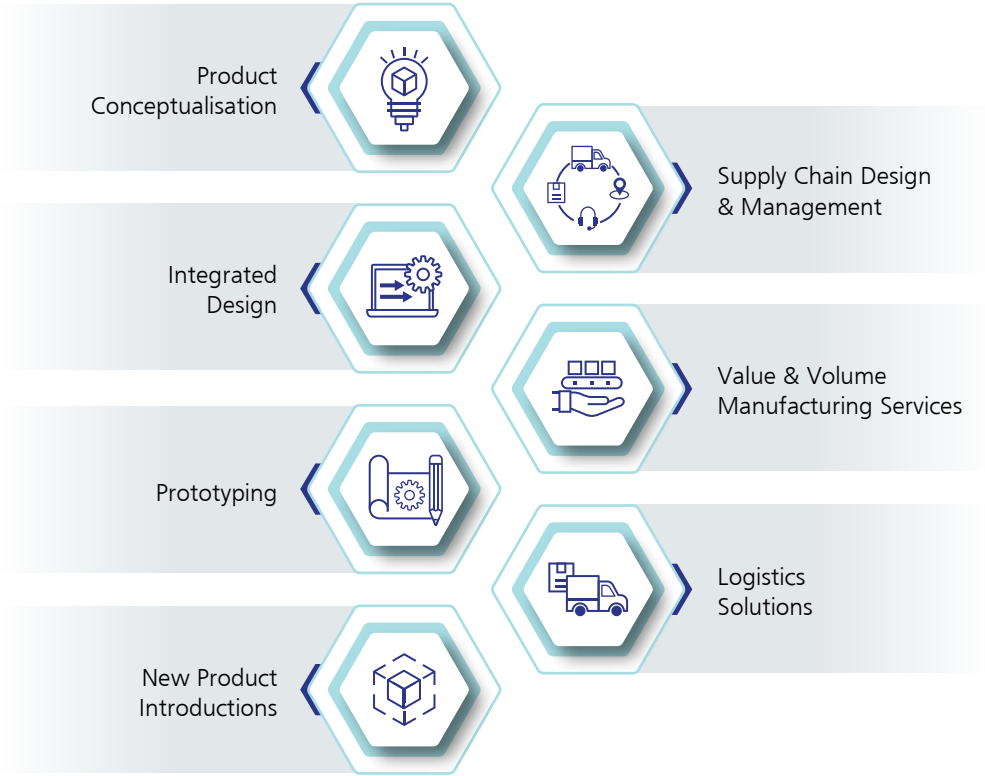 Product
Conceptualisation
Supply Chain Design
& Management
Integrated
Design
Value & Volume
Manufacturing Services
Prototyping
Logistics
Solutions
New Product
Introductions